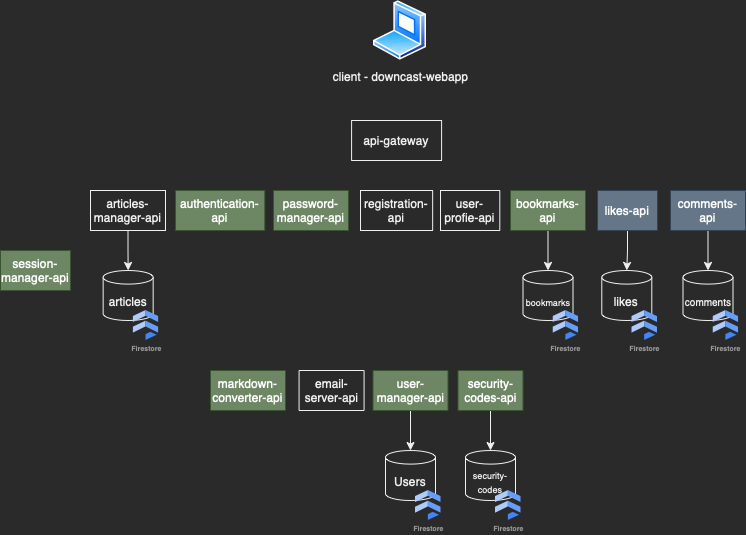 client - downcast-webapp
api-gateway
articles-
manager-api
authentication-
api
password-
manager-api
registration-
api
user-
profie-api
bookmarks-
api
likes-api
comments-
api
session-
manager-api
articles
Firestore
bookmarks
Firestore
likes
Firestore
comments
Firestore
markdown-
converter-api
email-
server-api
user-
manager-api
security-
codes-api
Users
Firestore
security-
codes
Firestore